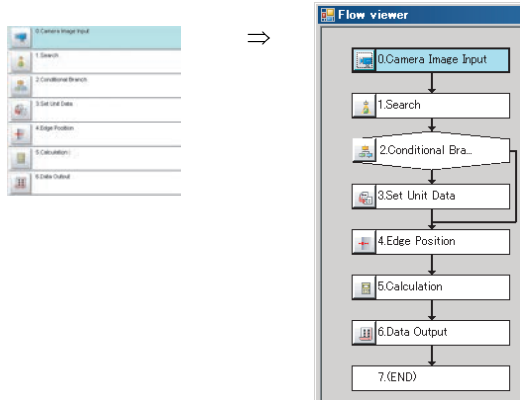 0.Camera Image Input
1.Search
2.Conditional Branch
3.Set Unit Data
4.Edge Position
5.Calculation
6.Data Output
⇒
Flow viewer
0.Camera Image Input
1.Search
2.Conditional Bra...
3.Set Unit Data
4.Edge Position
5.Calculation
6.Data Output
7.(END)